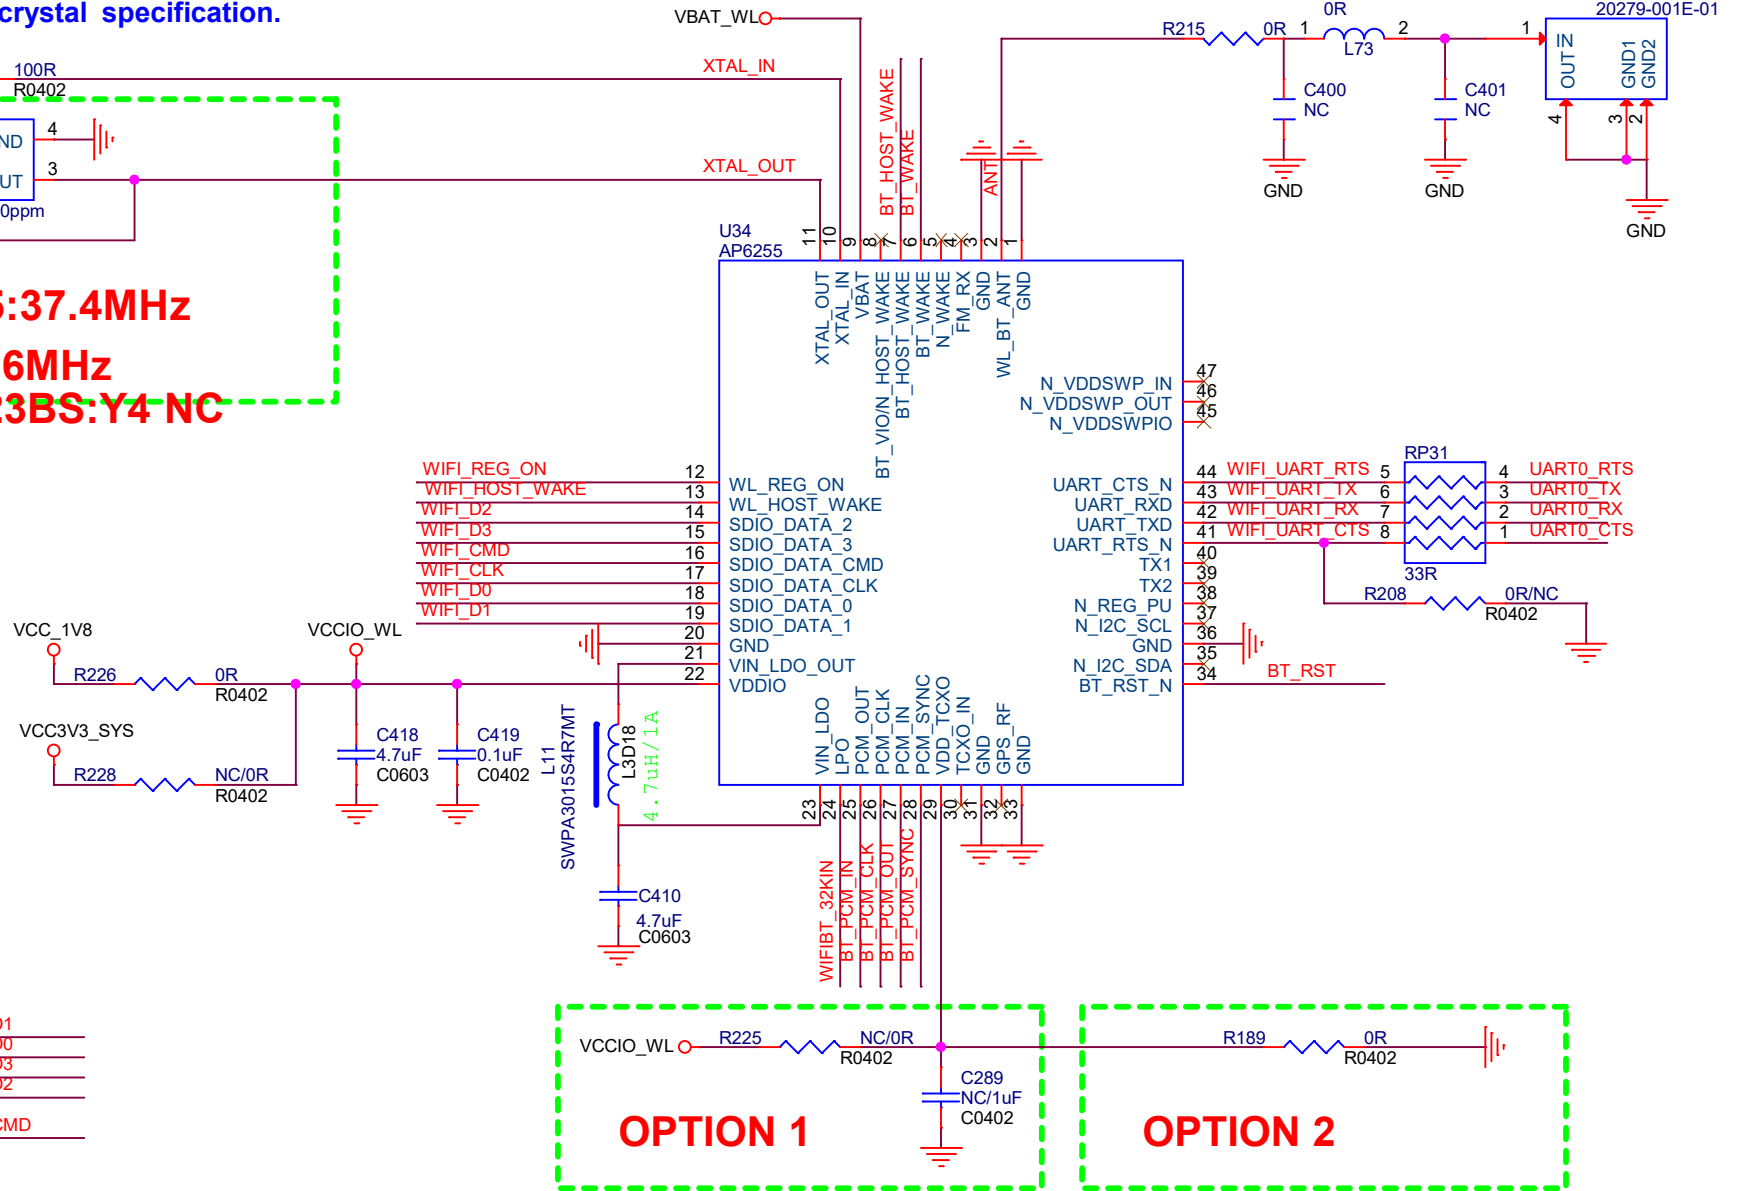 crystal specification.
100R
R0402
ND
4
3
UT
0ppm
5:37.4MHz
6MHz
23BS:Y4 NC
VBAT_WL
XTAL_IN
XTAL_OUT
BT_HOST_WAKE
BT_WAKE
ANT
R215
0R
1
0R
L73
2
C400
NC
GND
C401
NC
GND
20279-001E-01
1
IN
OUT
GND1
GND2
4
3
2
GND
U34
AP6255
11
10
9
8
7
6
5
4
3
2
1
XTAL_OUT
XTAL_IN
VBAT
BT_VIO/N_HOST_WAKE
BT_HOST_WAKE
BT_WAKE
N_WAKE
FM_RX
GND
WL_BT_ANT
GND
N_VDDSWP_IN 47
N_VDDSWP_OUT 46
N_VDDSWPIO 45
WIFI_REG_ON 12 WL_REG_ON
WIFI_HOST_WAKE 13 WL_HOST_WAKE
WIFI_D2 14 SDIO_DATA_2
WIFI_D3 15 SDIO_DATA_3
WIFI_CMD 16 SDIO_DATA_CMD
WIFI_CLK 17 SDIO_DATA_CLK
WIFI_D0 18 SDIO_DATA_0
WIFI_D1 19 SDIO_DATA_1
20 GND
21 VIN_LDO_OUT
22 VDDIO
RP31
UART_CTS_N 44 WIFI_UART_RTS 5 4 UART0_RTS
UART_RXD 43 WIFI_UART_TX 6 3 UART0_TX
UART_TXD 42 WIFI_UART_RX 7 2 UART0_RX
UART_RTS_N 41 WIFI_UART_CTS 8 1 UART0_CTS
33R
TX1 40
TX2 39
N_REG_PU 38
N_I2C_SCL 37
GND 36
N_I2C_SDA 35
BT_RST_N 34 BT_RST
R208
0R/NC
R0402
VCC_1V8
R226
0R
R0402
VCCIO_WL
VCC3V3_SYS
R228
NC/0R
R0402
C418
4.7uF
C0603
C419
0.1uF
C0402
L11
SWPA3015S4R7MT
L3D18
4.7uH/1A
C410
4.7uF
C0603
VIN_LDO
LPO
PCM_OUT
PCM_CLK
PCM_IN
PCM_SYNC
VDD_TCXO
TCXO_IN
GND
GPS_RF
GND
23
24
25
26
27
28
29
30
31
32
33
WIFIBT_32KIN
BT_PCM_IN
BT_PCM_CLK
BT_PCM_OUT
BT_PCM_SYNC
VCCIO_WL
R225
NC/0R
R0402
C289
NC/1uF
C0402
OPTION 1
R189
0R
R0402
OPTION 2
D1
D0
D3
D2
CMD